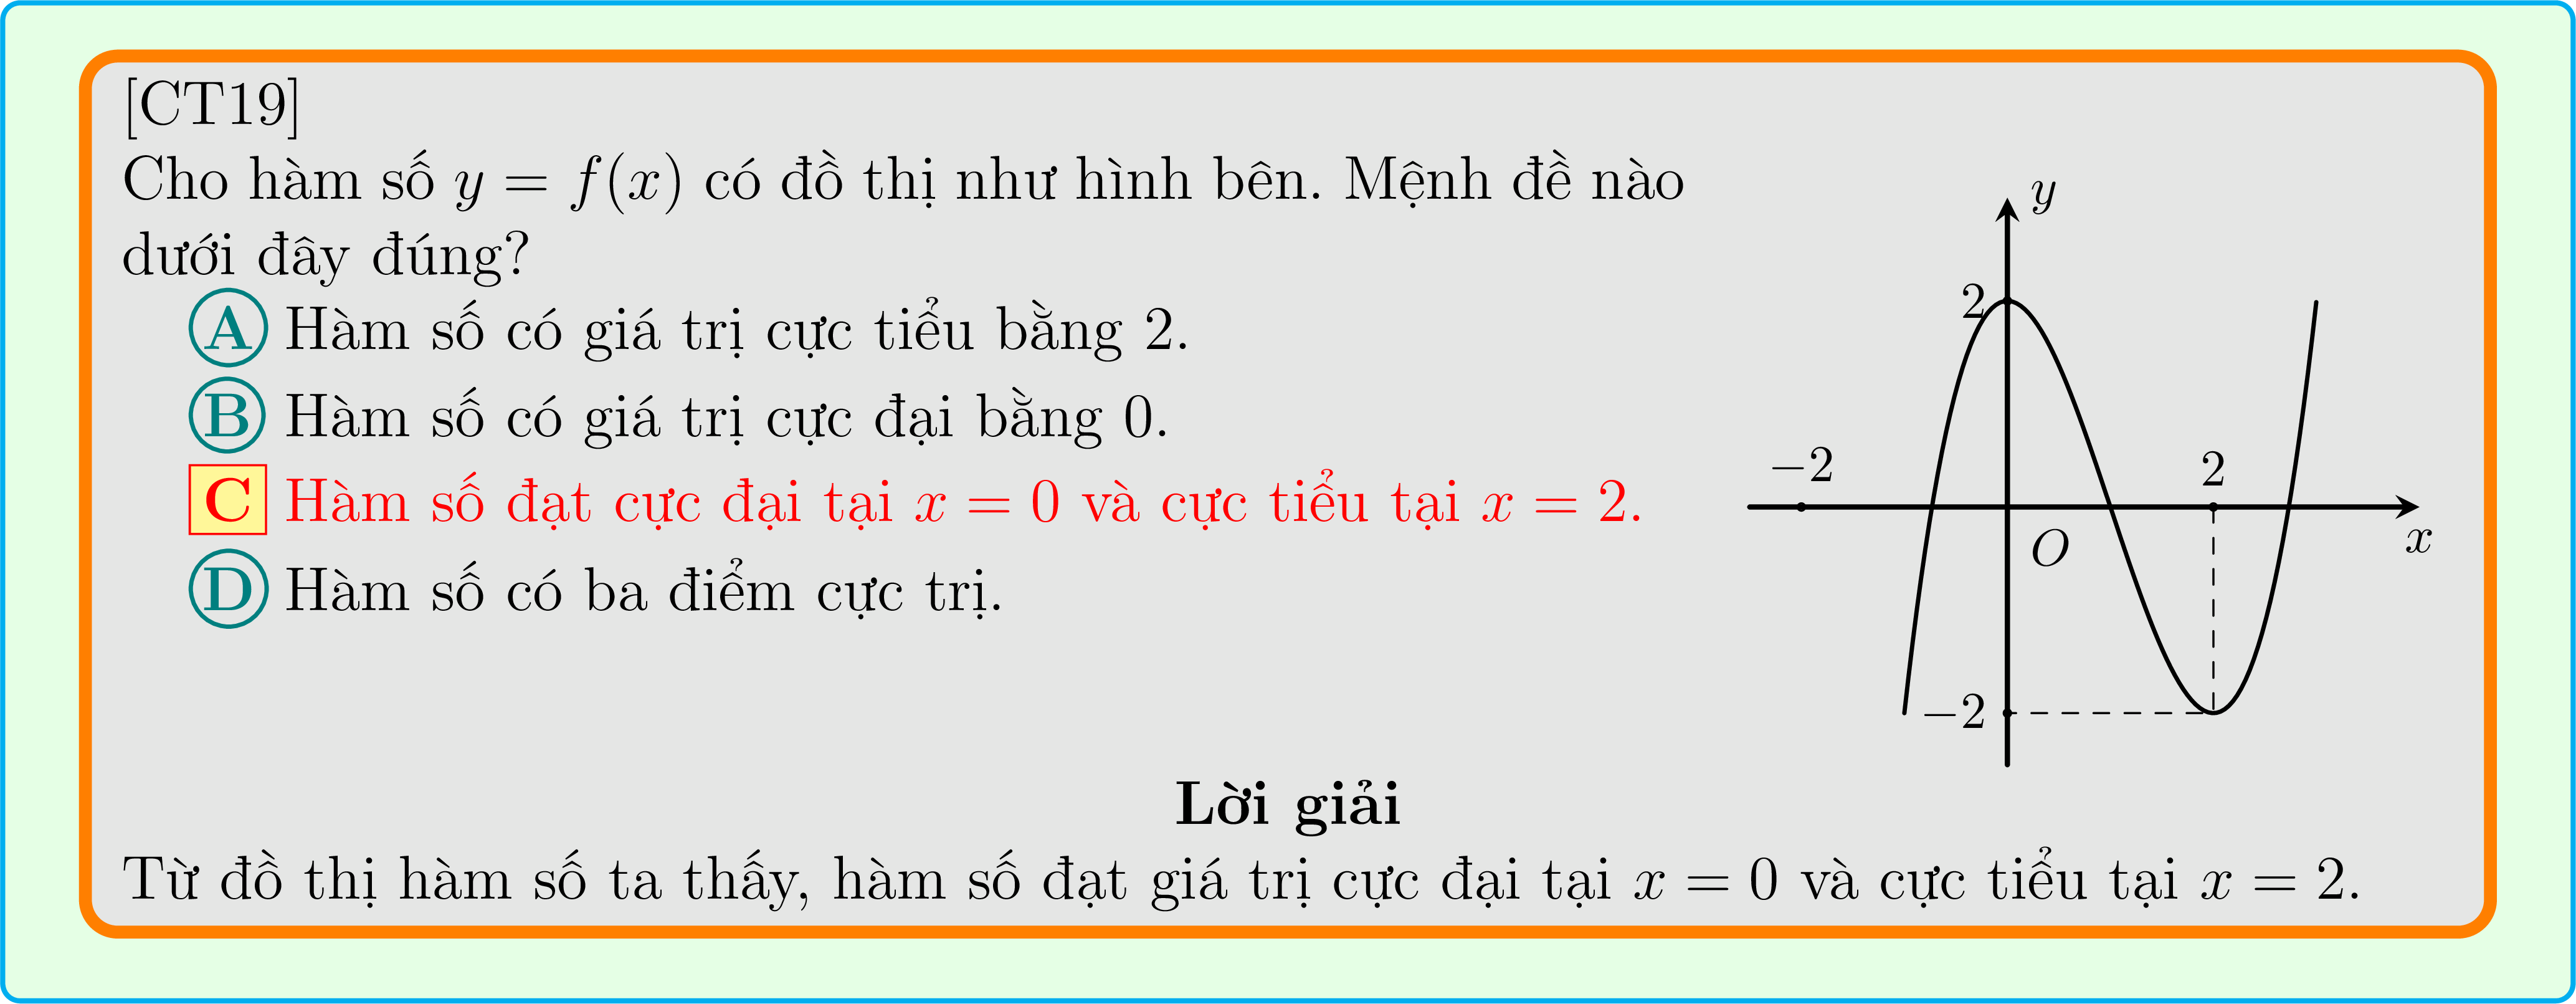 [CT19]
Cho hàm số y = f(x) có đồ thị như hình bên. Mệnh đề nào
dưới đây đúng?
A Hàm số có giá trị cực tiểu bằng 2.
B Hàm số có giá trị cực đại bằng 0.
C Hàm số đạt cực đại tại x = 0 và cực tiểu tại x = 2.
D Hàm số có ba điểm cực trị.
y
2
−2
2
O
x
−2
Lời giải
Từ đồ thị hàm số ta thấy, hàm số đạt giá trị cực đại tại x = 0 và cực tiểu tại x = 2.